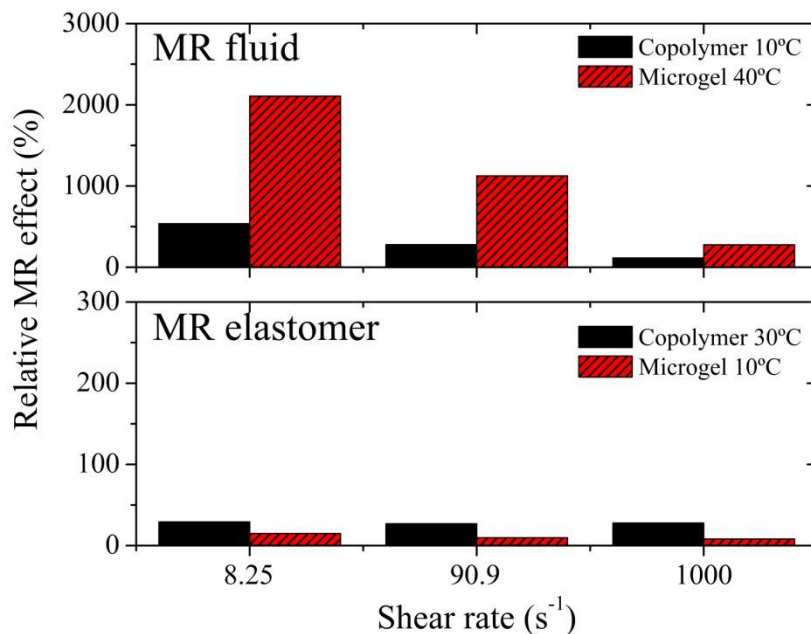 3000
MR fluid
Copolymer 10ºC
Microgel 40ºC
2000
1000
0
Relative MR effect (%)
300
MR elastomer
Copolymer 30ºC
Microgel 10ºC
200
100
0
8.25 90.9 1000
Shear rate (s⁻¹)